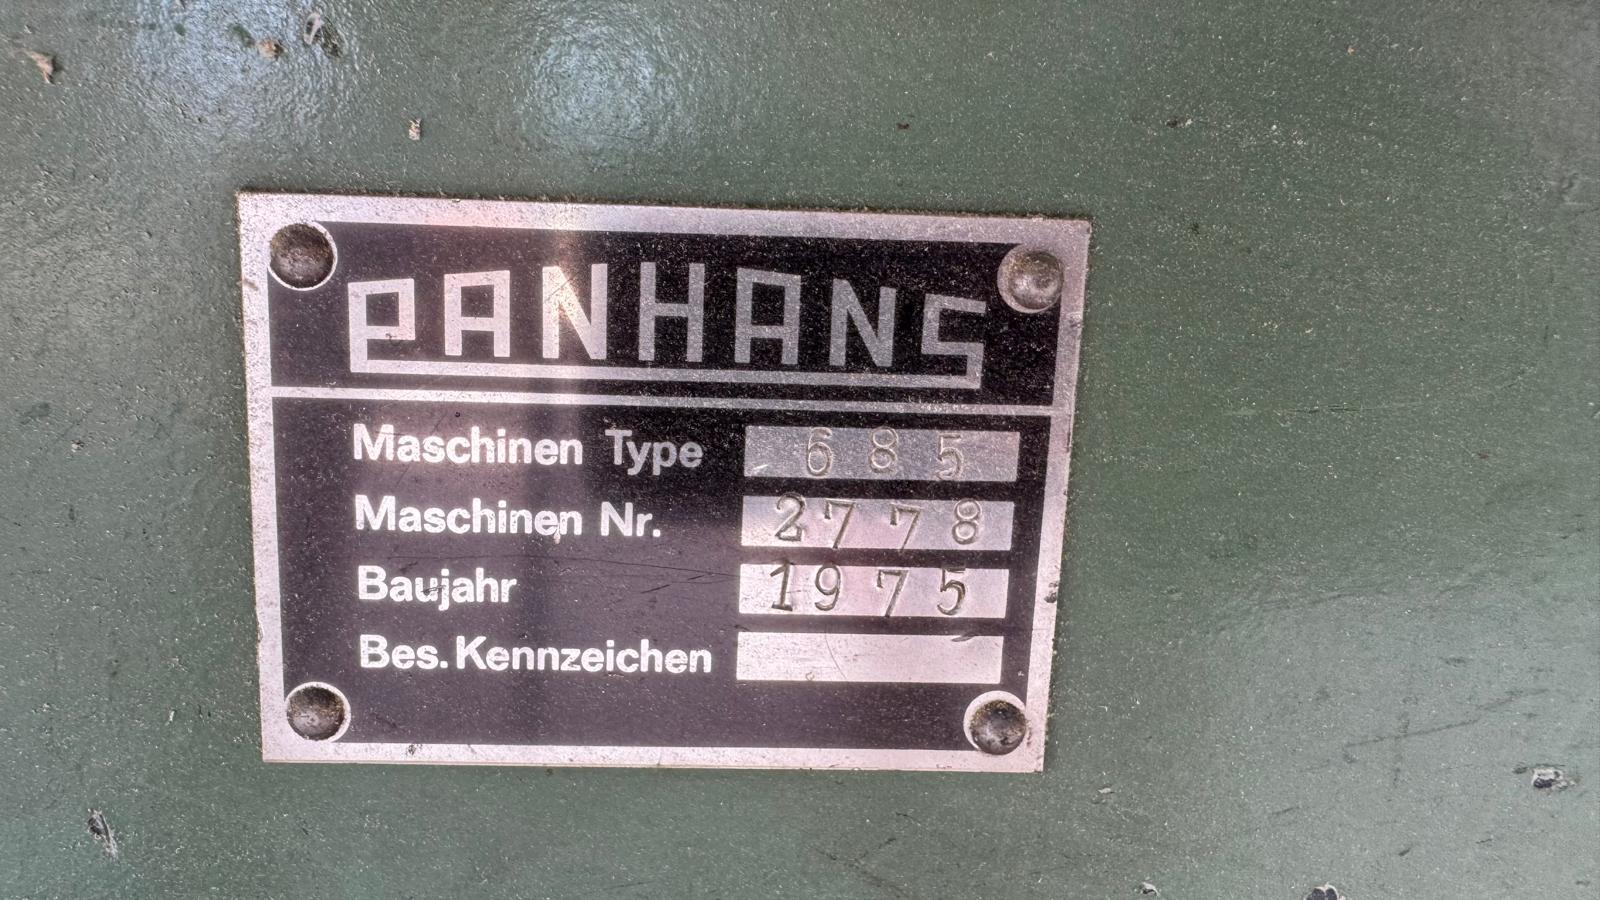 PANHANS
Maschinen Type 685
Maschinen Nr. 2778
Baujahr 1975
Bes. Kennzeichen